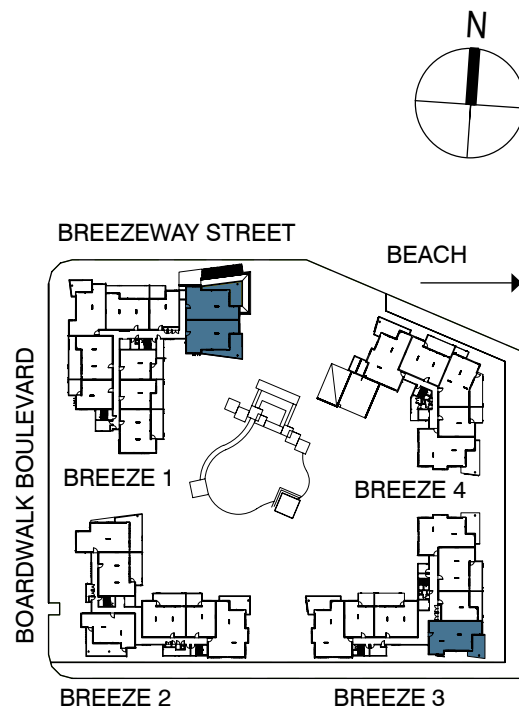 N
BREEZEWAY STREET
BEACH
BOARDWALK BOULEVARD
BREEZE 1
BREEZE 4
BREEZE 2
BREEZE 3